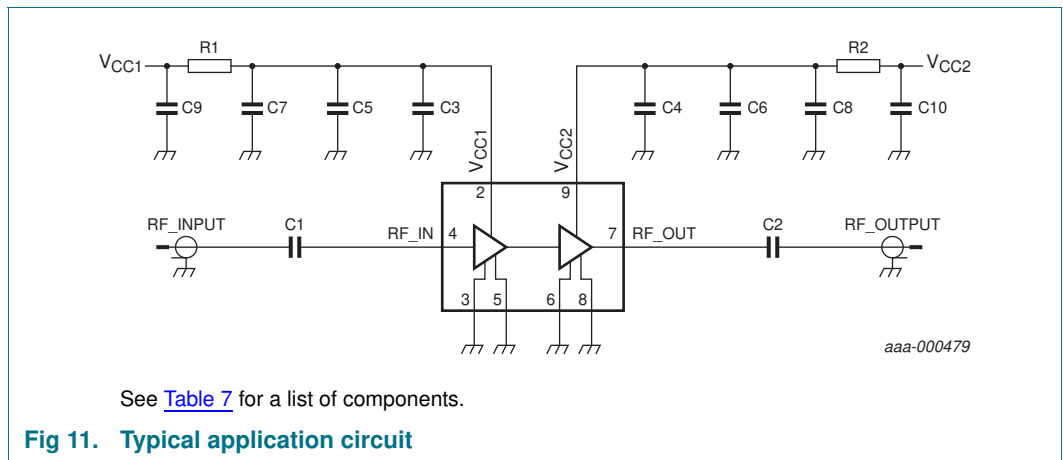 R1
R2
VCC1
VCC2
C9
C7
C5
C3
C4
C6
C8
C10
VCC1
VCC2
2
9
RF_INPUT
C1
RF_IN
4
7
RF_OUT
C2
RF_OUTPUT
3
5
6
8
aaa-000479
See Table 7 for a list of components.
Fig 11. Typical application circuit